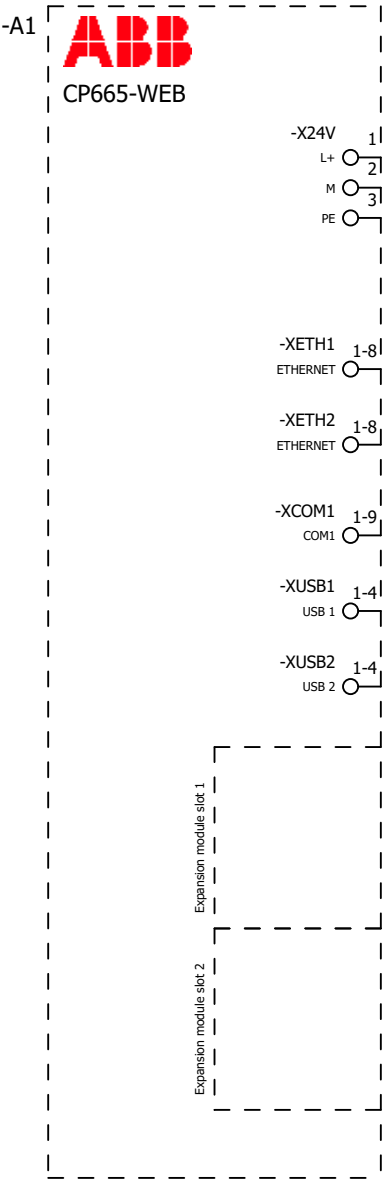 -A1
ABB
CP665-WEB
-X24V
1
L+
2
M
3
PE
-XETH1
1-8
ETHERNET
-XETH2
1-8
ETHERNET
-XCOM1
1-9
COM1
-XUSB1
1-4
USB 1
-XUSB2
1-4
USB 2
Expansion module slot 1
Expansion module slot 2